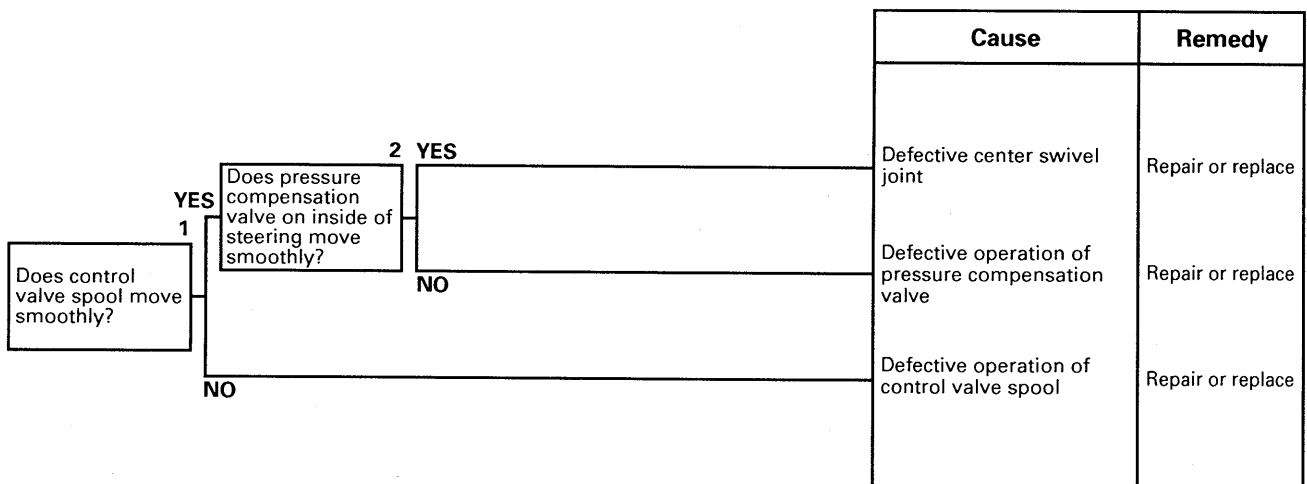 Cause
Remedy
2 YES
Does pressure
compensation
valve on inside of
steering move
smoothly?
YES
1
Does control
valve spool move
smoothly?
NO
NO
Defective center swivel
joint
Repair or replace
Defective operation of
pressure compensation
valve
Repair or replace
Defective operation of
control valve spool
Repair or replace